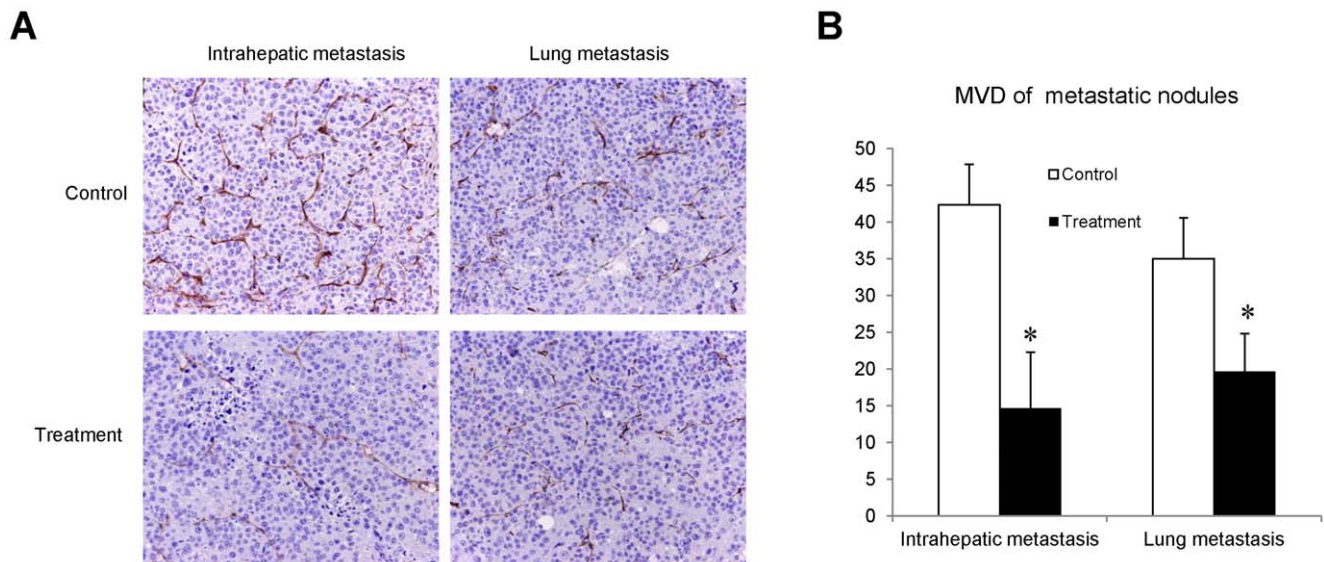 A
Intrahepatic metastasis
Lung metastasis
Control
Treatment
B
MVD of metastatic nodules
50
45
40
35
30
25
20
15
10
5
0
Control
Treatment
*
*
Intrahepatic metastasis
Lung metastasis